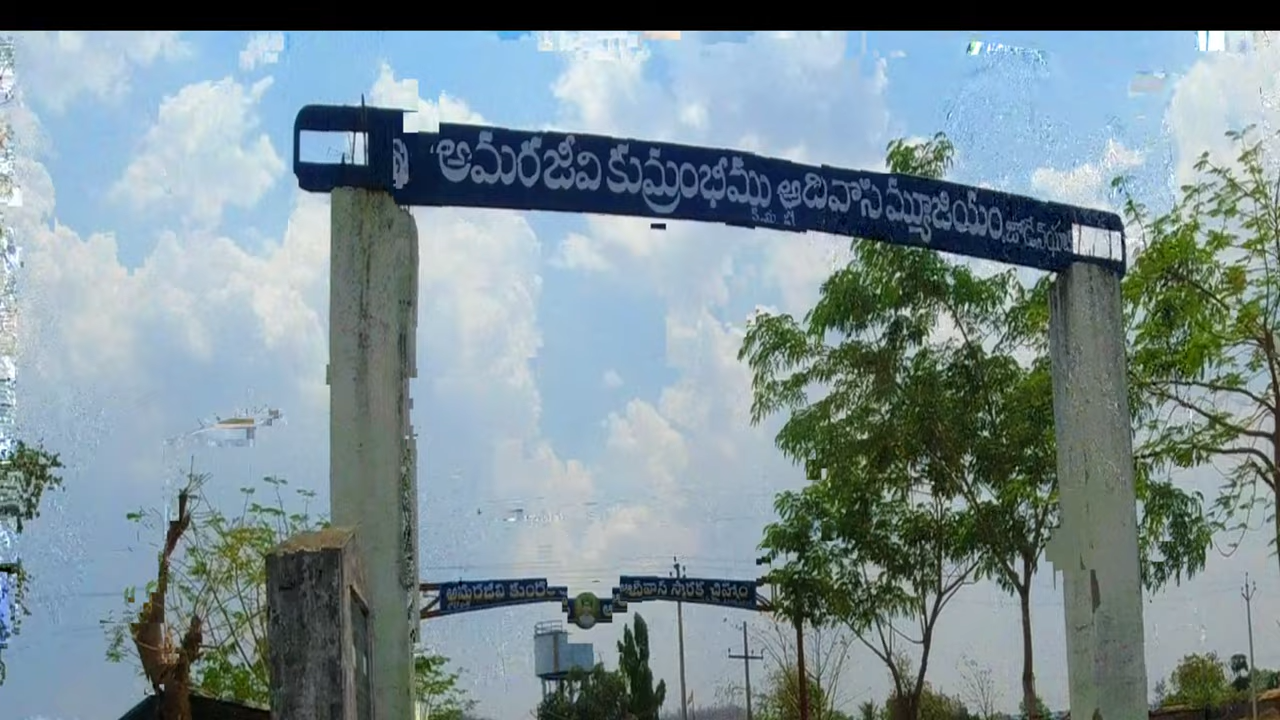 “అమరజీవి కుమ్రంభీము ఆదివాసి మ్యూజియం, జోడేన్‌ఘాట్
అమరజీవి కుంరం
ఆదివాసి స్మారక చిహ్నం